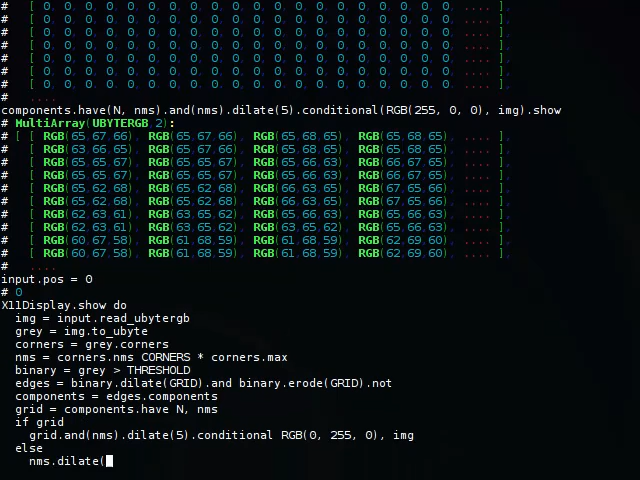 #   [ 0, 0, 0, 0, 0, 0, 0, 0, 0, 0, 0, 0, 0, 0, 0, 0, 0, 0, 0, 0, .... ],
#   [ 0, 0, 0, 0, 0, 0, 0, 0, 0, 0, 0, 0, 0, 0, 0, 0, 0, 0, 0, 0, .... ],
#   [ 0, 0, 0, 0, 0, 0, 0, 0, 0, 0, 0, 0, 0, 0, 0, 0, 0, 0, 0, 0, .... ],
#   [ 0, 0, 0, 0, 0, 0, 0, 0, 0, 0, 0, 0, 0, 0, 0, 0, 0, 0, 0, 0, .... ],
#   [ 0, 0, 0, 0, 0, 0, 0, 0, 0, 0, 0, 0, 0, 0, 0, 0, 0, 0, 0, 0, .... ],
#   [ 0, 0, 0, 0, 0, 0, 0, 0, 0, 0, 0, 0, 0, 0, 0, 0, 0, 0, 0, 0, .... ],
#   [ 0, 0, 0, 0, 0, 0, 0, 0, 0, 0, 0, 0, 0, 0, 0, 0, 0, 0, 0, 0, .... ],
#   ....
components.have(N, nms).and(nms).dilate(5).conditional(RGB(255, 0, 0), img).show
# MultiArray(UBYTERGB,2):
# [ [ RGB(65,67,66), RGB(65,67,66), RGB(65,68,65), RGB(65,68,65), .... ],
#   [ RGB(63,66,65), RGB(65,67,66), RGB(65,68,65), RGB(65,68,65), .... ],
#   [ RGB(65,65,67), RGB(65,65,67), RGB(66,63,65), RGB(66,67,65), .... ],
#   [ RGB(65,62,68), RGB(65,62,68), RGB(66,63,65), RGB(67,65,66), .... ],
#   [ RGB(65,62,68), RGB(65,62,68), RGB(66,63,65), RGB(67,65,66), .... ],
#   [ RGB(62,63,61), RGB(63,65,62), RGB(65,66,63), RGB(65,66,63), .... ],
#   [ RGB(62,63,61), RGB(63,65,62), RGB(63,65,62), RGB(65,66,63), .... ],
#   [ RGB(60,67,58), RGB(61,68,59), RGB(61,68,59), RGB(62,69,60), .... ],
#   [ RGB(60,67,58), RGB(61,68,59), RGB(61,68,59), RGB(62,69,60), .... ],
#   ....
input.pos = 0
# 0
X11Display.show do
  img = input.read_ubytergb
  grey = img.to_ubyte
  corners = grey.corners
  nms = corners.nms CORNERS * corners.max
  binary = grey > THRESHOLD
  edges = binary.dilate(GRID).and binary.erode(GRID).not
  components = edges.components
  grid = components.have N, nms
  if grid
    grid.and(nms).dilate(5).conditional RGB(0, 255, 0), img
  else
    nms.dilate(